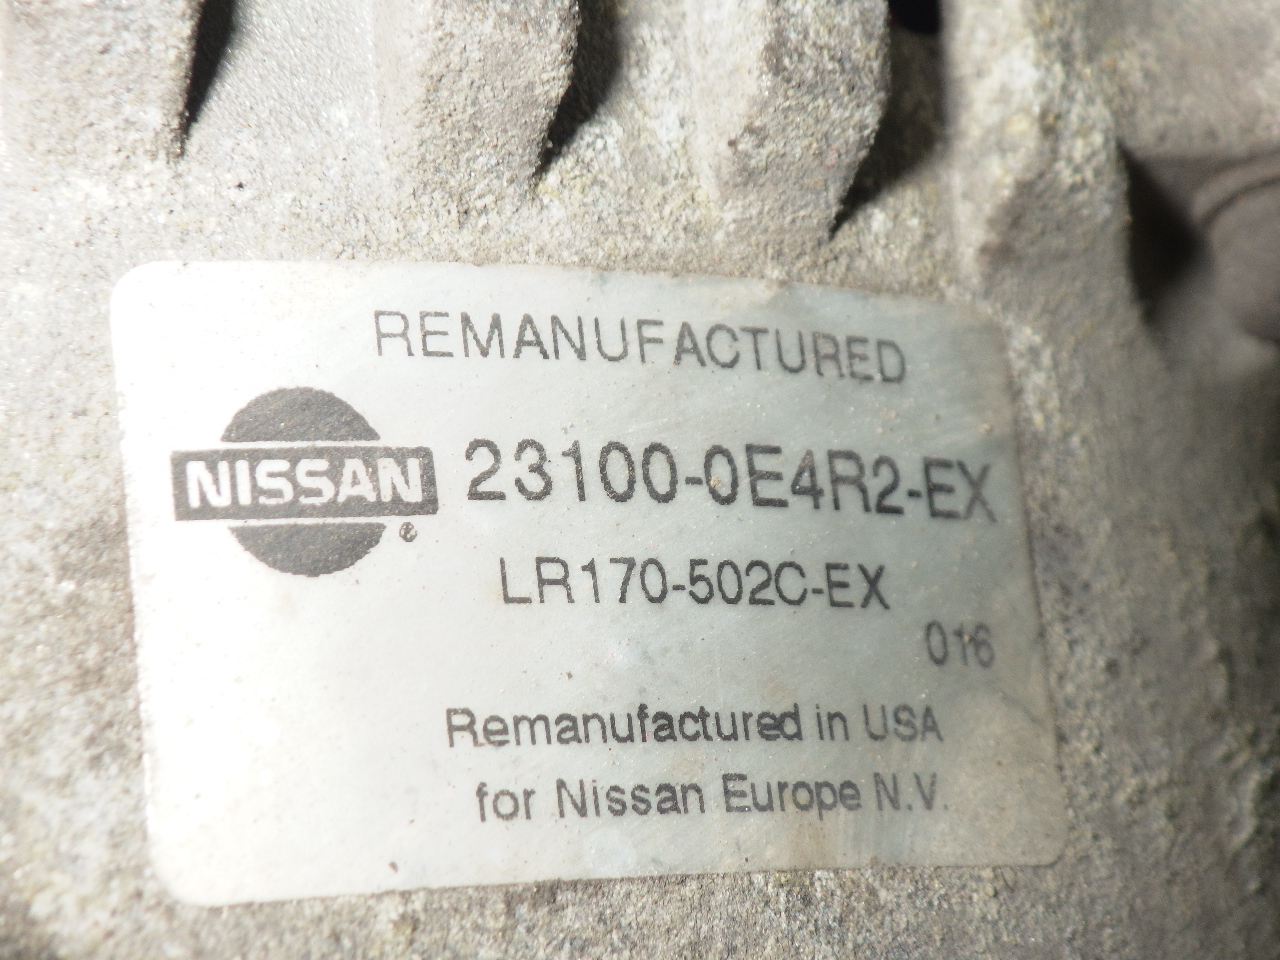 REMANUFACTURED
NISSAN ®
23100-0E4R2-EX
LR170-502C-EX
016
Remanufactured in USA
for Nissan Europe N.V.